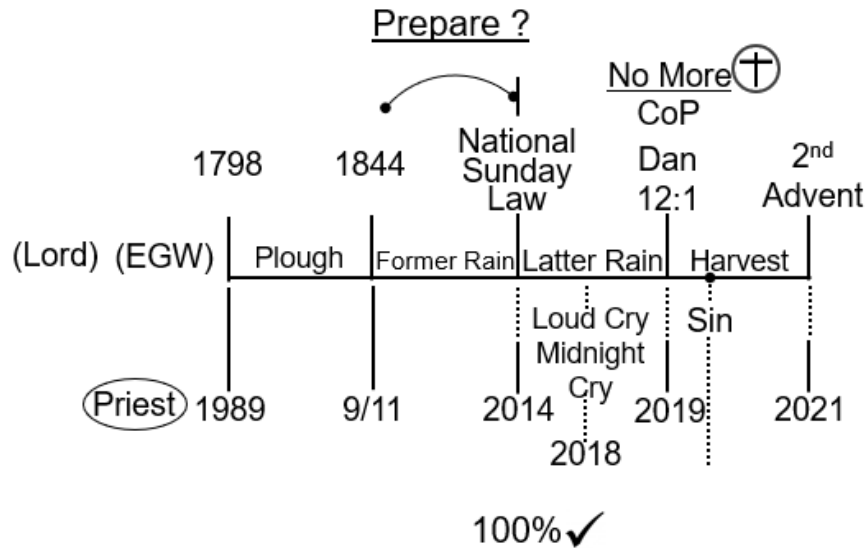 Prepare ?
No More
CoP
Dan
12:1
National
Sunday
Law
1798
1844
2nd
Advent
(Lord) (EGW)
Plough
Former Rain
Latter Rain
Harvest
Loud Cry
Midnight
Cry
Sin
Priest
1989
9/11
2014
2019
2021
2018
100%✓